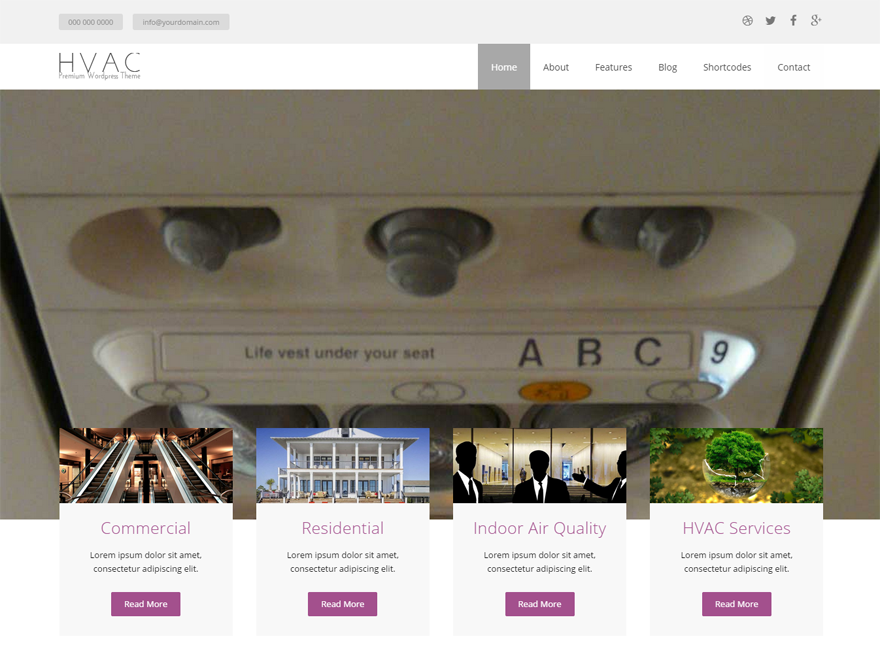 000 000 0000
info@yourdomain.com
HVAC
Premium Wordpress Theme
Home
About
Features
Blog
Shortcodes
Contact
Life vest under your seat
A B C
9
Commercial
Residential
Indoor Air Quality
HVAC Services
Lorem ipsum dolor sit amet,
consectetur adipiscing elit.
Lorem ipsum dolor sit amet,
consectetur adipiscing elit.
Lorem ipsum dolor sit amet,
consectetur adipiscing elit.
Lorem ipsum dolor sit amet,
consectetur adipiscing elit.
Read More
Read More
Read More
Read More